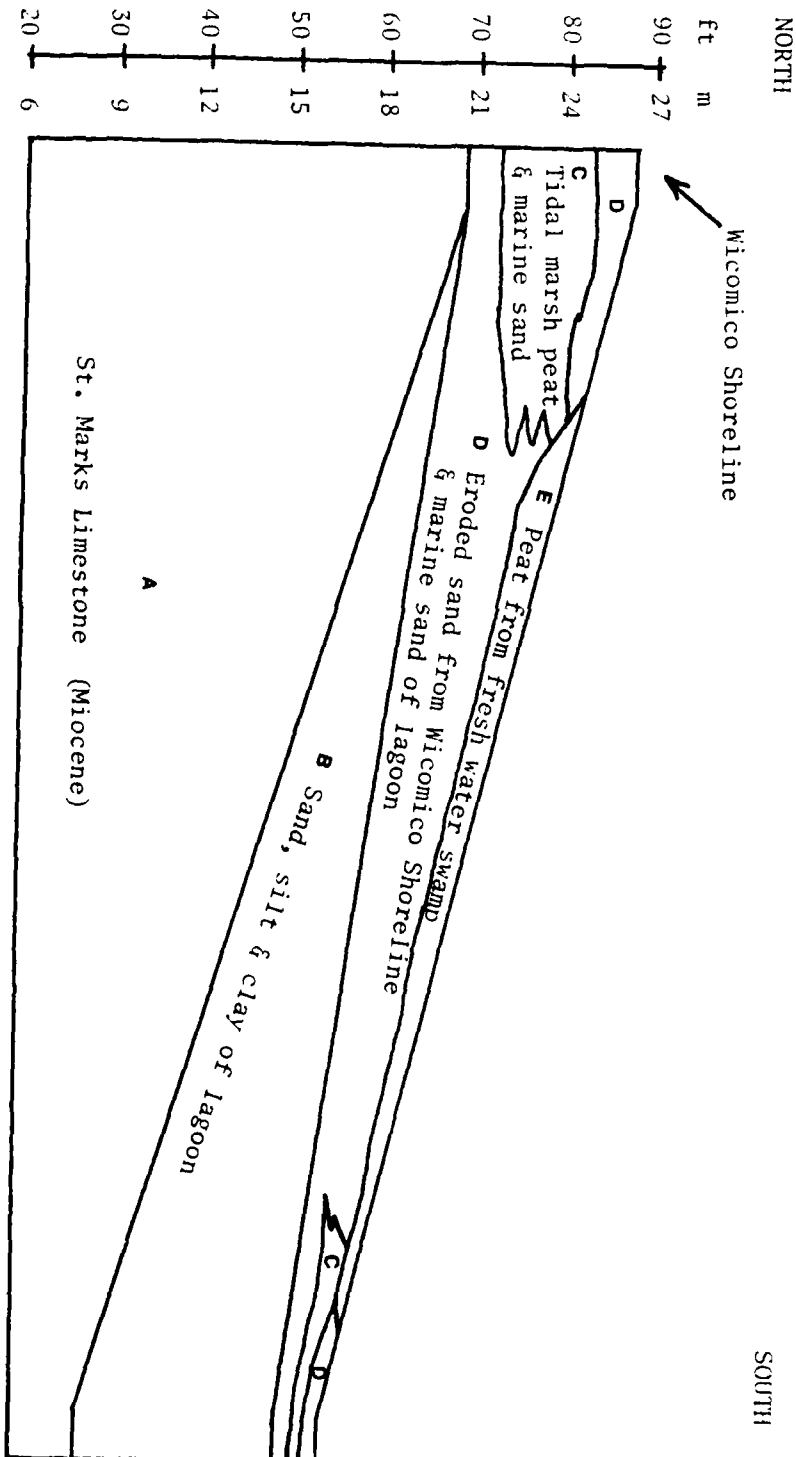 NORTH
SOUTH
Wicomico Shoreline
ft m
90 27
80 24
70 21
60 18
50 15
40 12
30 9
20 6
D
C
Tidal marsh peat
& marine sand
E Peat from fresh water swamp
D Eroded sand from Wicomico Shoreline
& marine sand of lagoon
B Sand, silt & clay of lagoon
C
D
A
St. Marks Limestone (Miocene)